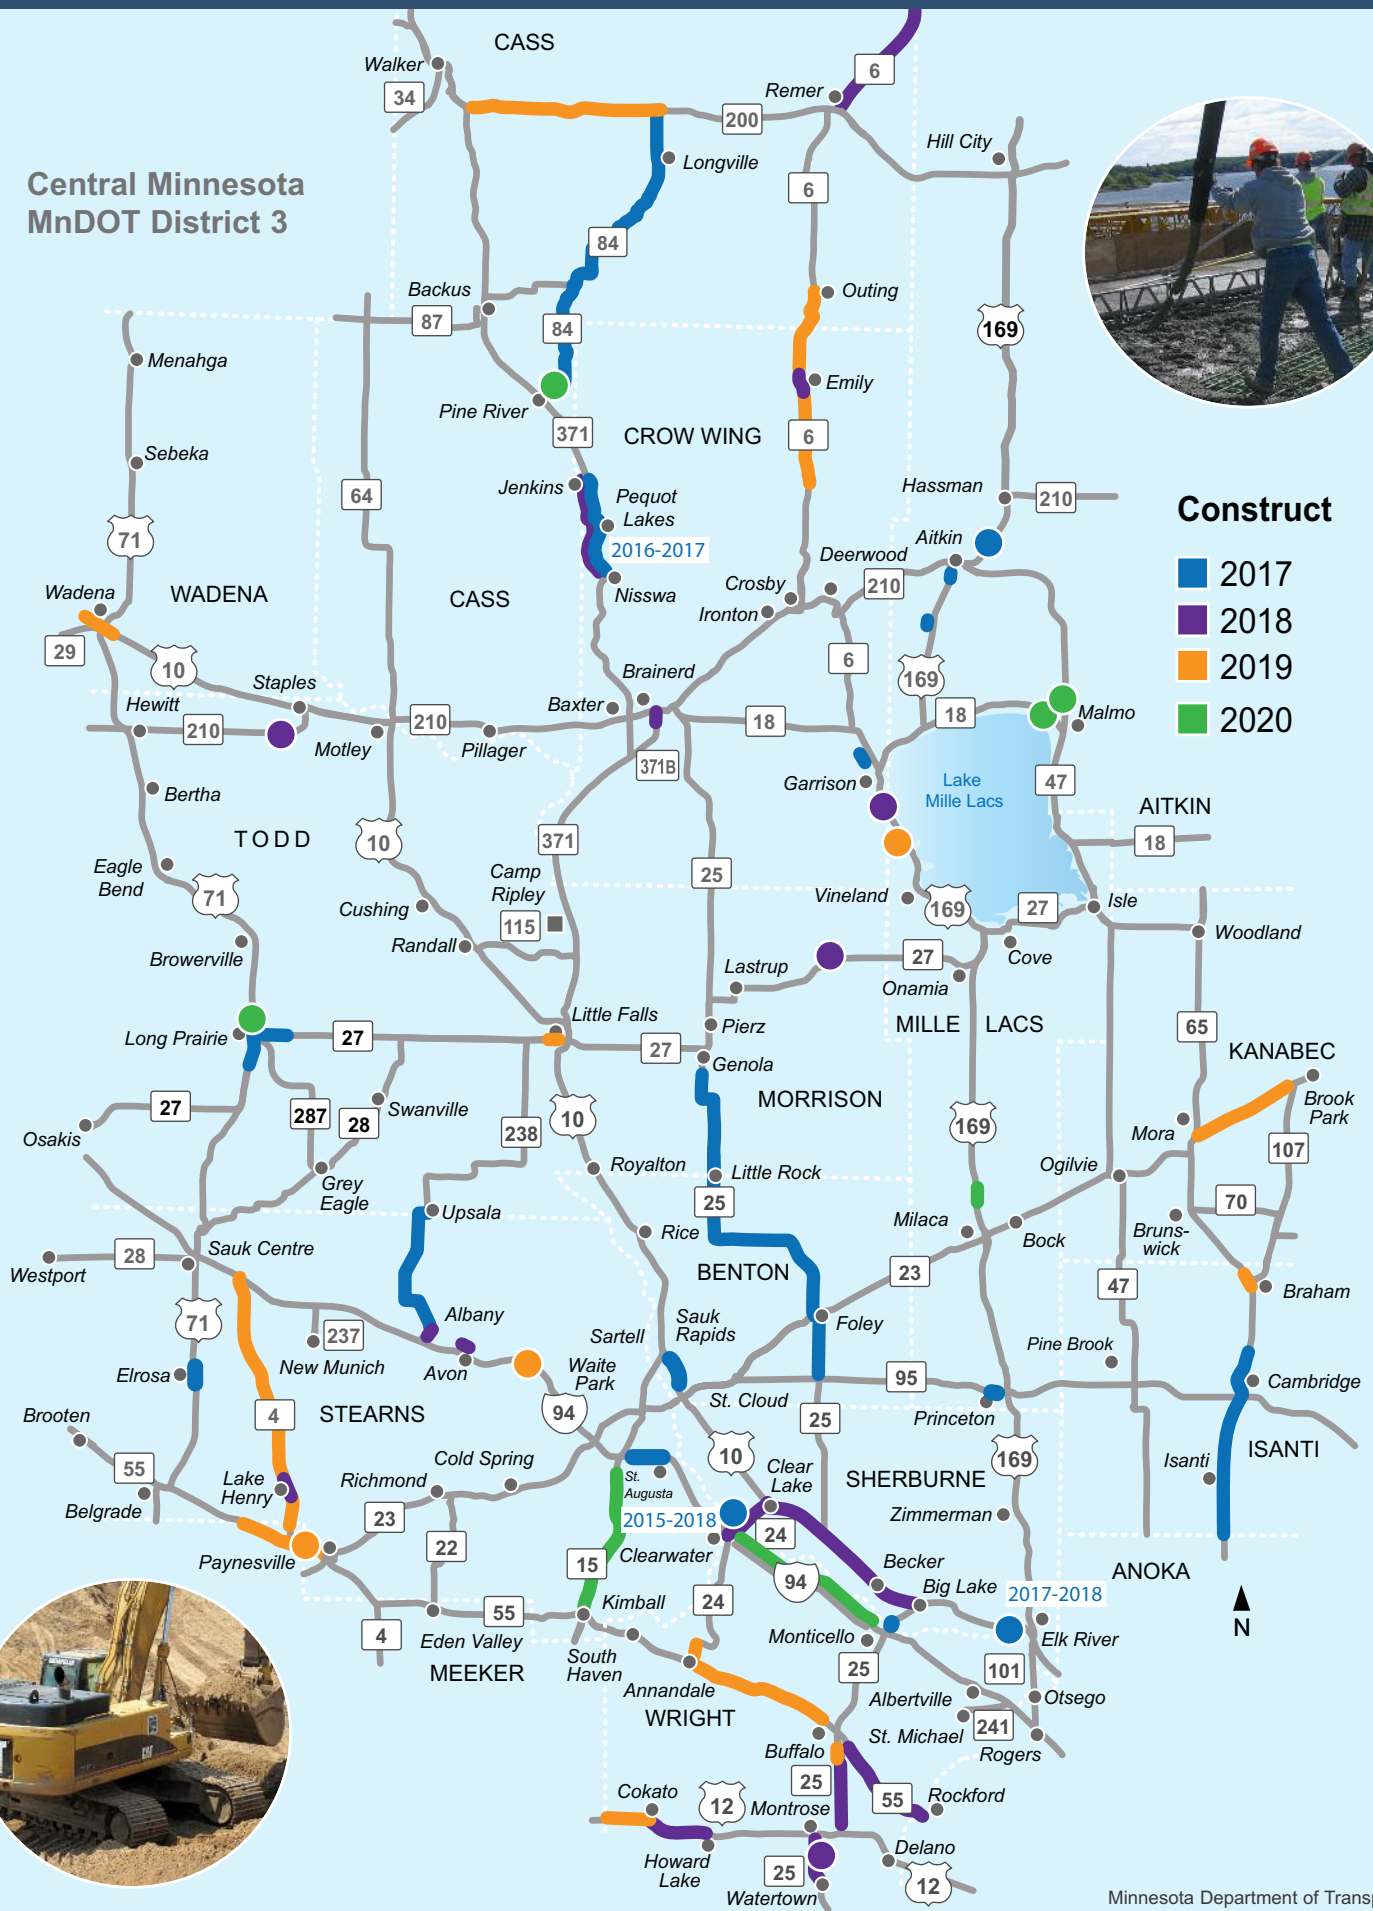 CASS
Walker
34
6
Remer
200
Hill City
Longville
Central Minnesota
MnDOT District 3
6
84
Backus
87
84
Outing
169
Menahga
Emily
Pine River
371
CROW WING
6
Sebeka
64
Jenkins
Pequot
Lakes
2016-2017
Nisswa
Hassman
210
Construct
2017
2018
2019
2020
71
Aitkin
Deerwood
210
Crosby
Ironton
Wadena
WADENA
CASS
29
10
6
169
Staples
Brainerd
Baxter
Hewitt
210
Motley
210
Pillager
18
18
Malmo
371B
Garrison
Lake
Mille Lacs
47
Bertha
AITKIN
TODD
10
371
18
Eagle
Bend
71
Camp
Ripley
115
25
Cushing
Vineland
169
27
Isle
Randall
Browerville
Woodland
Cove
Lastrup
27
Onamia
Little Falls
Pierz
MILLE LACS
65
Long Prairie
27
27
Genola
KANABEC
MORRISON
Brook
Park
27
287
28
Swanville
238
10
169
Mora
107
Osakis
Ogilvie
Grey
Eagle
Royalton
Little Rock
25
70
Upsala
Milaca
Bruns-
wick
Rice
Bock
28
Sauk Centre
Westport
BENTON
23
47
Braham
71
Albany
Sauk
Rapids
Sartell
Foley
237
New Munich
Avon
Waite
Park
Pine Brook
Elrosa
95
Cambridge
St. Cloud
Princeton
4
STEARNS
94
25
Brooten
10
169
ISANTI
Isanti
55
Cold Spring
Clear
Lake
SHERBURNE
Richmond
Lake
Henry
St.
Augusta
Belgrade
23
2015-2018
24
Zimmerman
22
Clearwater
Paynesville
15
94
Becker
ANOKA
Big Lake
2017-2018
24
Kimball
N
4
55
Monticello
Elk River
Eden Valley
South
Haven
25
101
MEEKER
Annandale
Albertville
Otsego
WRIGHT
St. Michael
241
Rogers
Buffalo
25
Cokato
12
Montrose
55
Rockford
Delano
Howard
Lake
25
12
Watertown
Minnesota Department of Transp